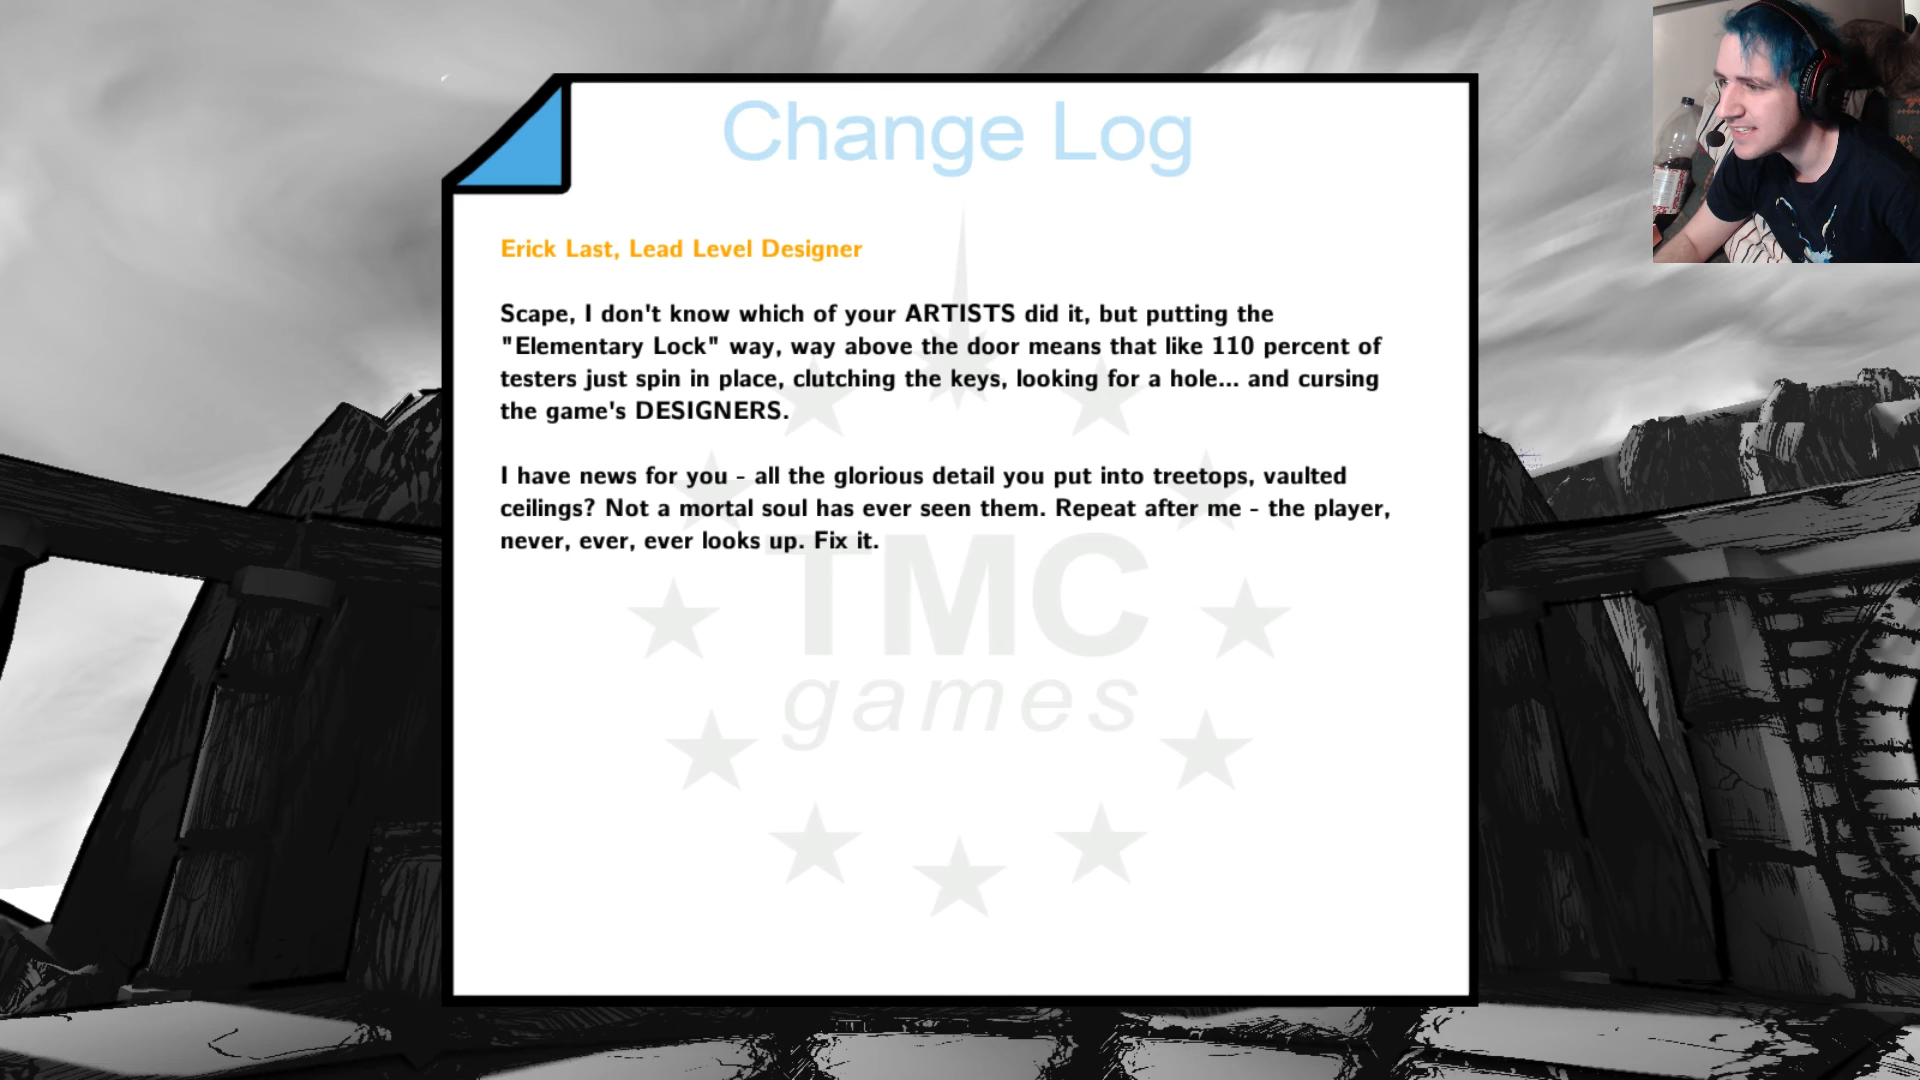 Change Log
Erick Last, Lead Level Designer
Scape, I don't know which of your ARTISTS did it, but putting the
"Elementary Lock" way, way above the door means that like 110 percent of
testers just spin in place, clutching the keys, looking for a hole... and cursing
the game's DESIGNERS.
I have news for you - all the glorious detail you put into treetops, vaulted
ceilings? Not a mortal soul has ever seen them. Repeat after me - the player,
never, ever, ever looks up. Fix it.
TMC
games